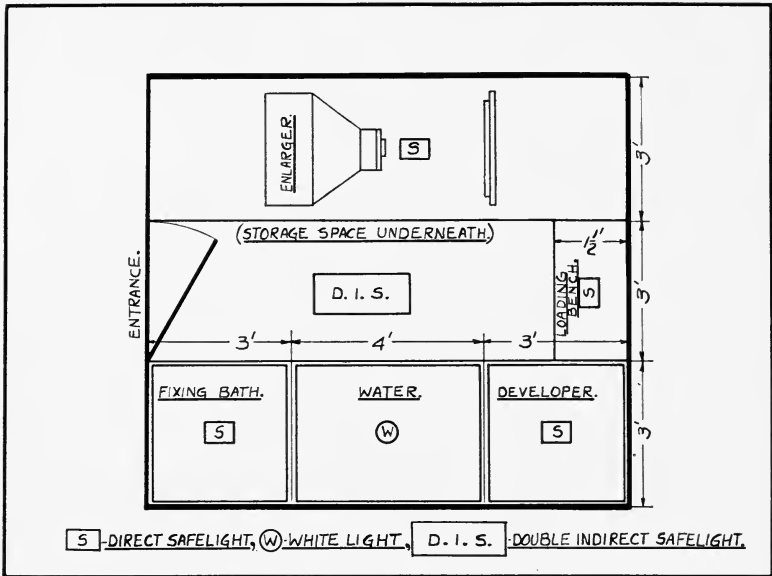 ENLARGER.
S
3'
(STORAGE SPACE UNDERNEATH.)
1½"
ENTRANCE.
D. I. S.
LOADING
BENCH.
S
3'
3' 4' 3'
FIXING BATH. WATER. DEVELOPER.
S W S
3'
S -DIRECT SAFELIGHT, W -WHITE LIGHT, D. I. S. -DOUBLE INDIRECT SAFELIGHT.